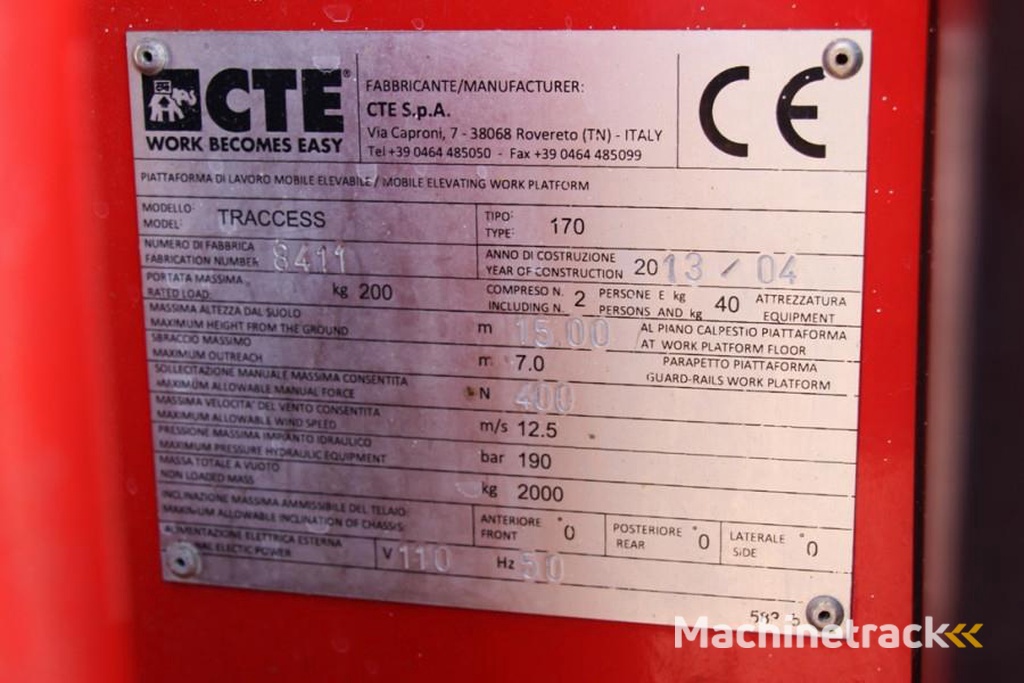 CTE®
WORK BECOMES EASY
FABBRICANTE/MANUFACTURER:
CTE S.p.A.
Via Caproni, 7 - 38068 Rovereto (TN) - ITALY
Tel +39 0464 485050 - Fax +39 0464 485099
CE
PIATTAFORMA DI LAVORO MOBILE ELEVABILE / MOBILE ELEVATING WORK PLATFORM
MODELLO:
MODEL: TRACCESS
TIPO:
TYPE: 170
NUMERO DI FABBRICA
FABRICATION NUMBER 8411
ANNO DI COSTRUZIONE
YEAR OF CONSTRUCTION 2013 / 04
PORTATA MASSIMA
RATED LOAD kg 200
COMPRESO N. 2 PERSONE E kg 40 ATTREZZATURA
INCLUDING N. PERSONS AND kg EQUIPMENT
MASSIMA ALTEZZA DAL SUOLO
MAXIMUM HEIGHT FROM THE GROUND m 15.00
AL PIANO CALPESTIO PIATTAFORMA
AT WORK PLATFORM FLOOR
SBRACCIO MASSIMO
MAXIMUM OUTREACH m 7.0
PARAPETTO PIATTAFORMA
GUARD-RAILS WORK PLATFORM
SOLLECITAZIONE MANUALE MASSIMA CONSENTITA
MAXIMUM ALLOWABLE MANUAL FORCE N 400
MASSIMA VELOCITA' DEL VENTO CONSENTITA
MAXIMUM ALLOWABLE WIND SPEED m/s 12.5
PRESSIONE MASSIMA IMPIANTO IDRAULICO
MAXIMUM PRESSURE HYDRAULIC EQUIPMENT bar 190
MASSA TOTALE A VUOTO
NON LOADED MASS kg 2000
INCLINAZIONE MASSIMA AMMISSIBILE DEL TELAIO
MAXIMUM ALLOWABLE INCLINATION OF CHASSIS:
ANTERIORE
FRONT ° 0
POSTERIORE
REAR ° 0
LATERALE
SIDE ° 0
ALIMENTAZIONE ELETTRICA ESTERNA
ELECTIC POWER V 110 Hz 50
Machinetrack